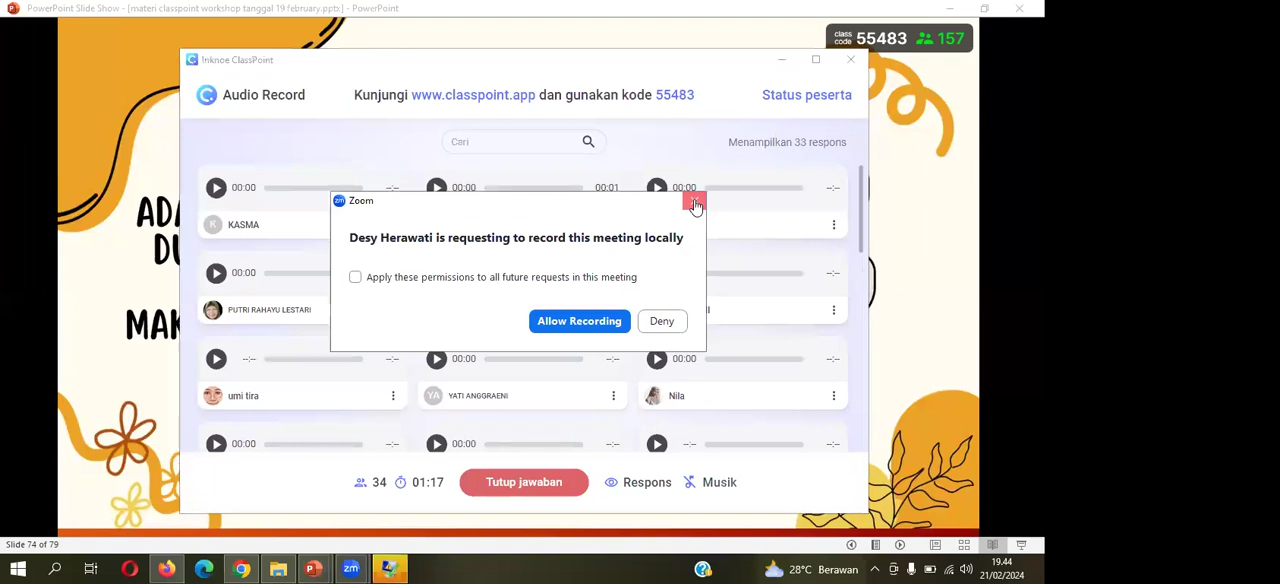 PowerPoint Slide Show - [materi classpoint workshop tanggal 19 february.pptx] - PowerPoint
class code 55483 157
Inknoe ClassPoint
Audio Record
Kunjungi www.classpoint.app dan gunakan kode 55483
Status peserta
Cari
Menampilkan 33 respons
00:00 --:-- 00:00 00:01 00:00 --:--
Zoom
KASMA
Desy Herawati is requesting to record this meeting locally
00:00 --:--
Apply these permissions to all future requests in this meeting
PUTRI RAHAYU LESTARI
Allow Recording
Deny
--:-- --:-- 00:00 --:-- 00:00 --:--
umi tira
YA YATI ANGGRAENI
Nila
00:00 --:-- 00:00 --:-- --:-- --:--
34 01:17 Tutup jawaban Respons Musik
ADA
DU
MAK
Slide 74 of 79
28°C Berawan
19.44
21/02/2024